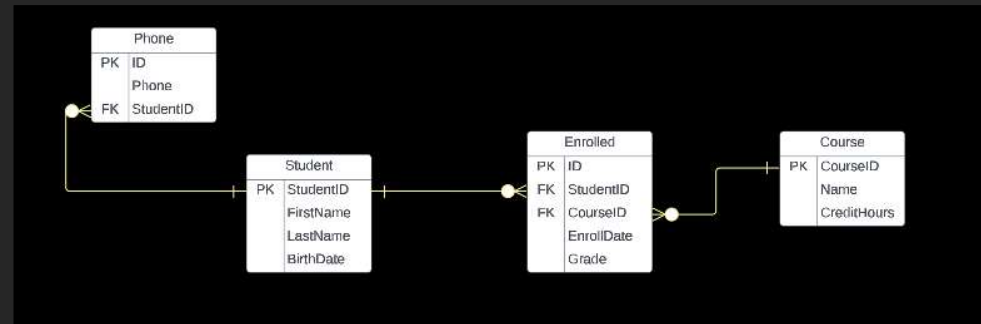 Phone
PK ID
Phone
FK StudentID
Student
PK StudentID
FirstName
LastName
BirthDate
Enrolled
PK ID
FK StudentID
FK CourseID
EnrollDate
Grade
Course
PK CourseID
Name
CreditHours